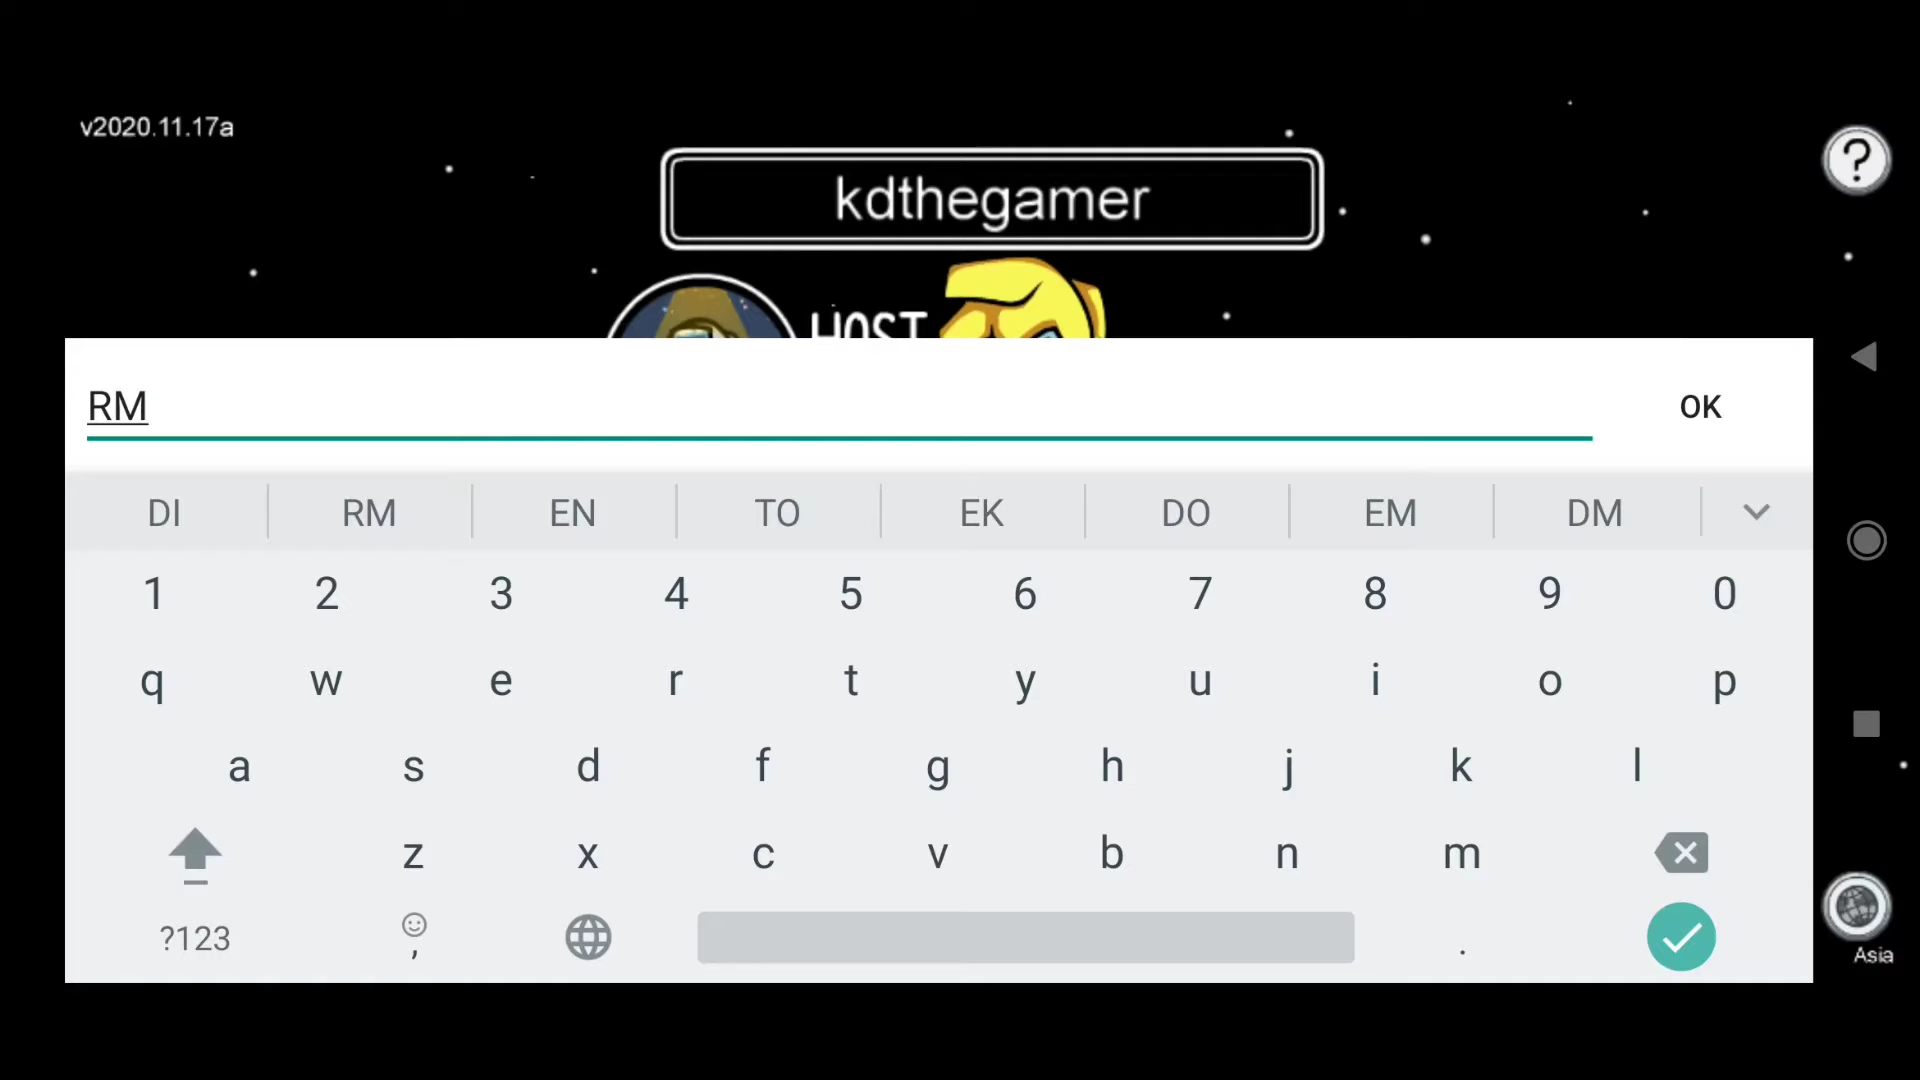 v2020.11.17a
kdthegamer
HOST
RM
OK
DI RM EN TO EK DO EM DM
1 2 3 4 5 6 7 8 9 0
q w e r t y u i o p
a s d f g h j k l
z x c v b n m
?123 , .
Asia